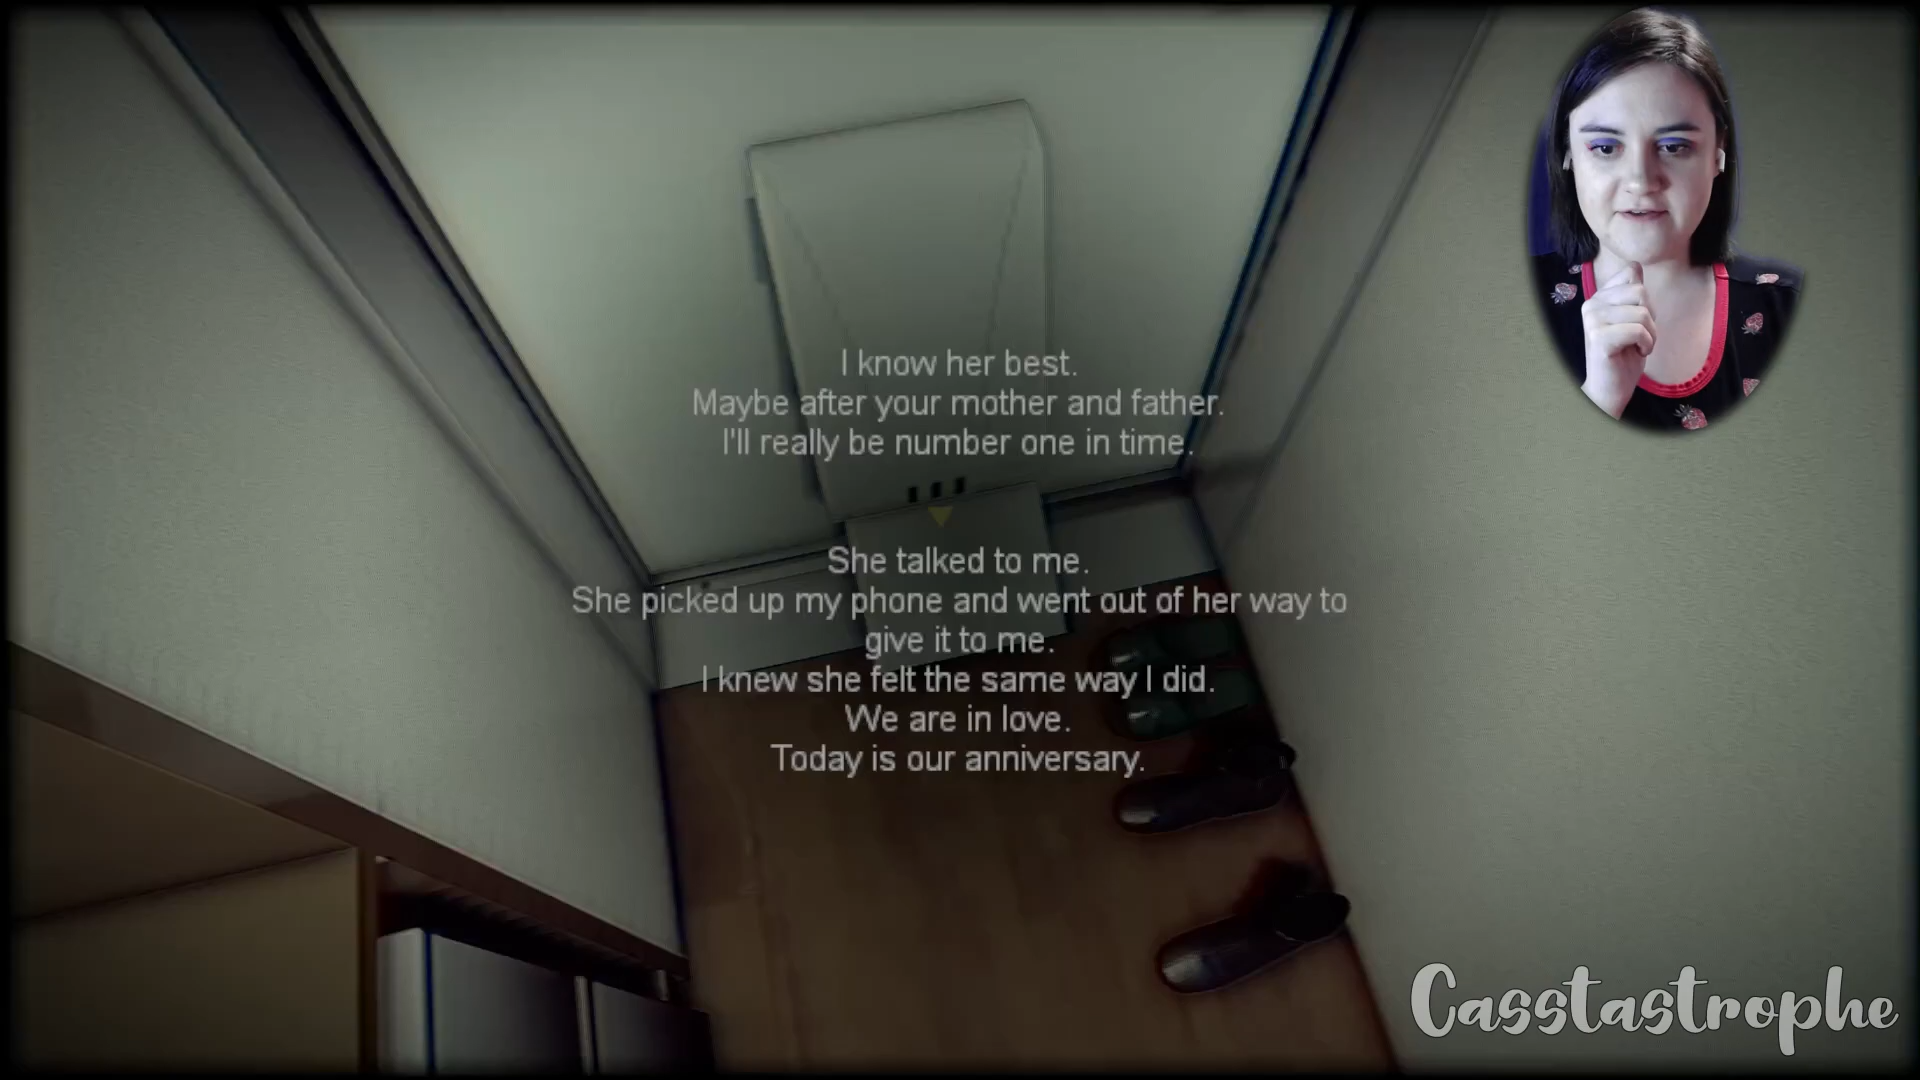 I know her best.
Maybe after your mother and father.
I'll really be number one in time.
She talked to me.
She picked up my phone and went out of her way to
give it to me.
I knew she felt the same way I did.
We are in love.
Today is our anniversary.
Casstastrophe